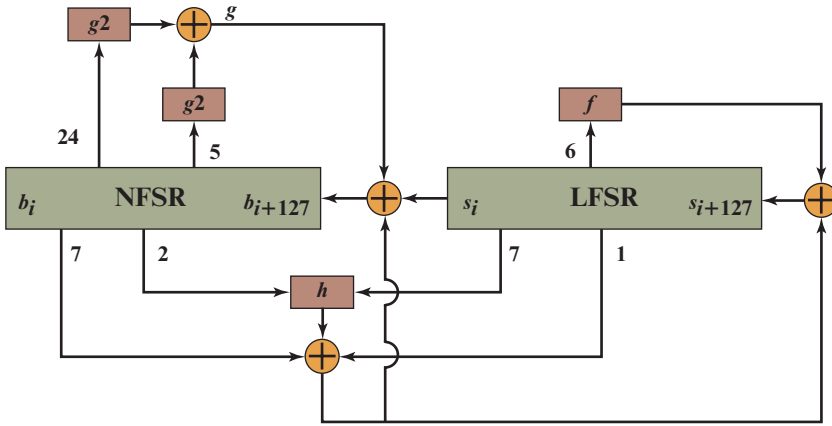 g2
g
g2
f
24
5
6
b_i NFSR b_{i+127}
s_i LFSR s_{i+127}
7
2
7
1
h